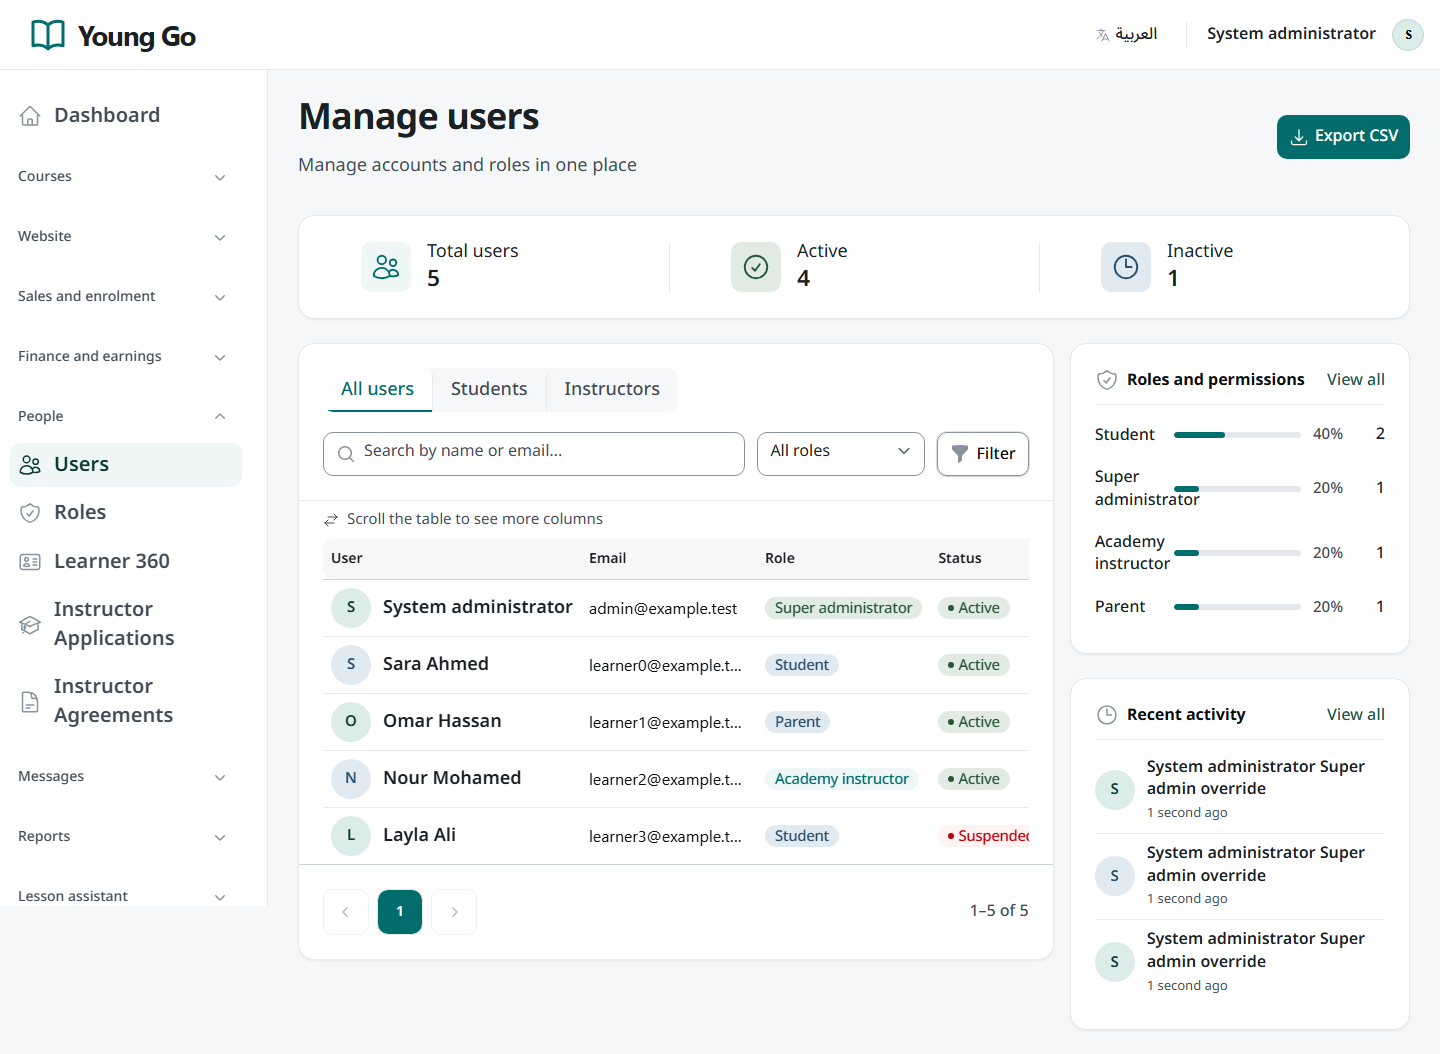 Young Go
العربية
System administrator
S
Dashboard
Courses
Website
Sales and enrolment
Finance and earnings
People
Users
Roles
Learner 360
Instructor
Applications
Instructor
Agreements
Messages
Reports
Lesson assistant
Manage users
Manage accounts and roles in one place
Export CSV
Total users
5
Active
4
Inactive
1
All users
Students
Instructors
Search by name or email...
All roles
Filter
Scroll the table to see more columns
User Email Role Status
S System administrator admin@example.test Super administrator Active
S Sara Ahmed learner0@example.t... Student Active
O Omar Hassan learner1@example.t... Parent Active
N Nour Mohamed learner2@example.t... Academy instructor Active
L Layla Ali learner3@example.t... Student Suspended
1
1–5 of 5
Roles and permissions View all
Student 40% 2
Super
administrator 20% 1
Academy
instructor 20% 1
Parent 20% 1
Recent activity View all
S
System administrator Super
admin override
1 second ago
S
System administrator Super
admin override
1 second ago
S
System administrator Super
admin override
1 second ago